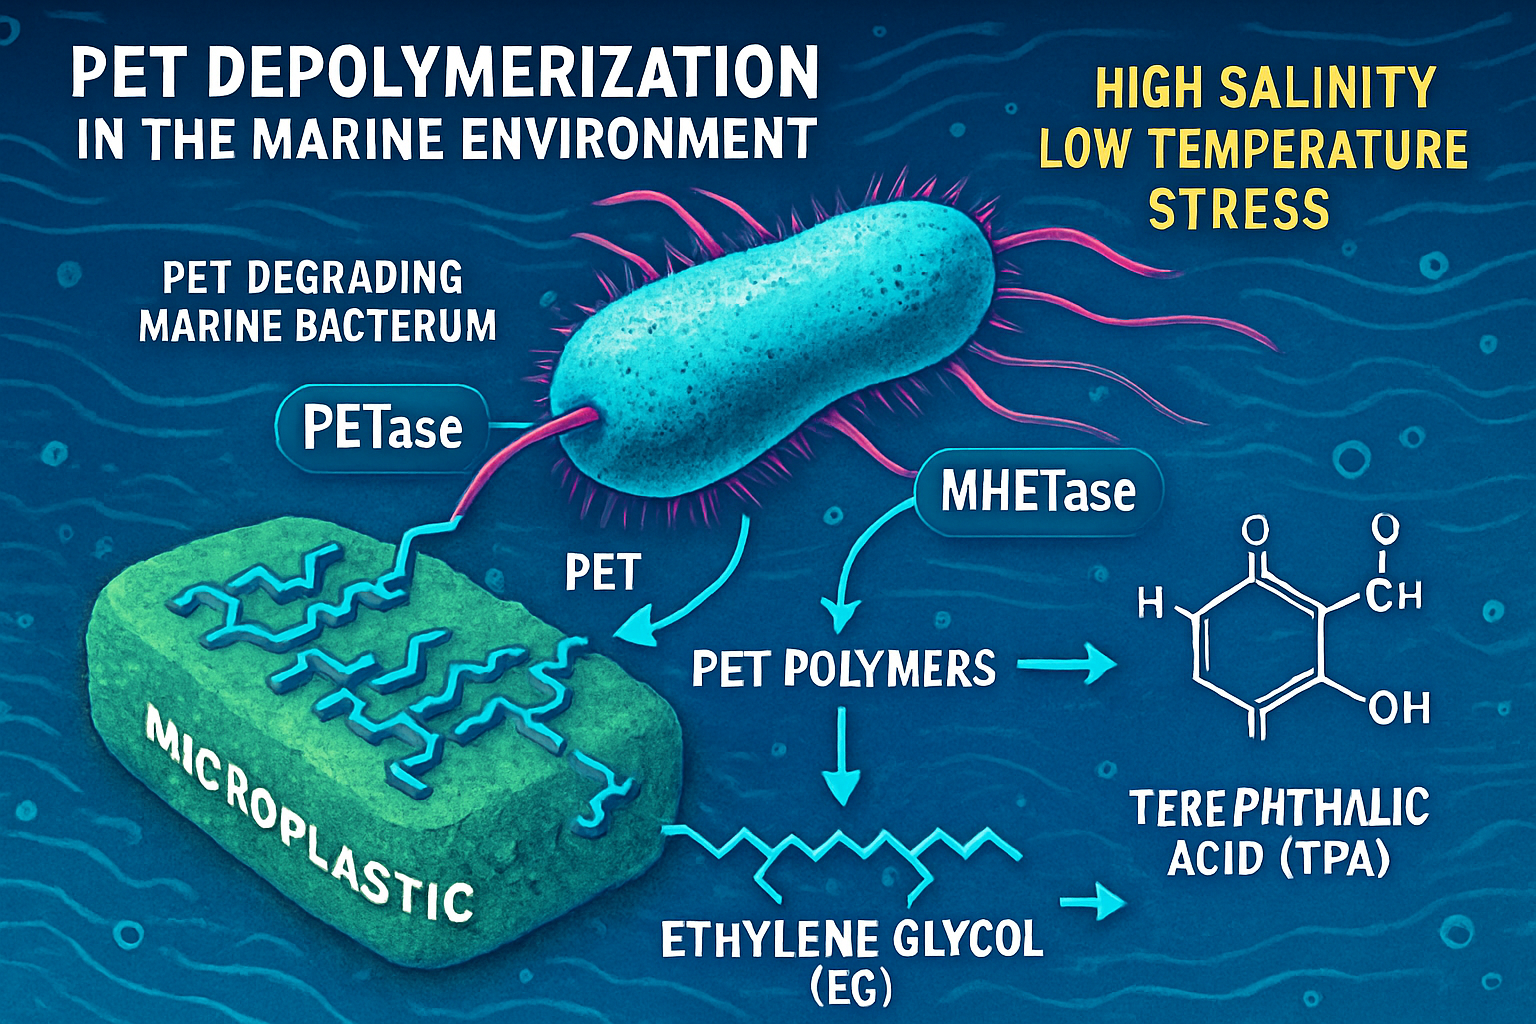 PET DEPOLYMERIZATION
IN THE MARINE ENVIRONMENT
HIGH SALINITY
LOW TEMPERATURE
STRESS
PET DEGRADING
MARINE BACTERUM
PETase
MHETase
PET
PET POLYMERS
O
O
H
CH
OH
MICROPLASTIC
TEREPHTHALIC
ACID (TPA)
ETHYLENE GLYCOL
(EG)